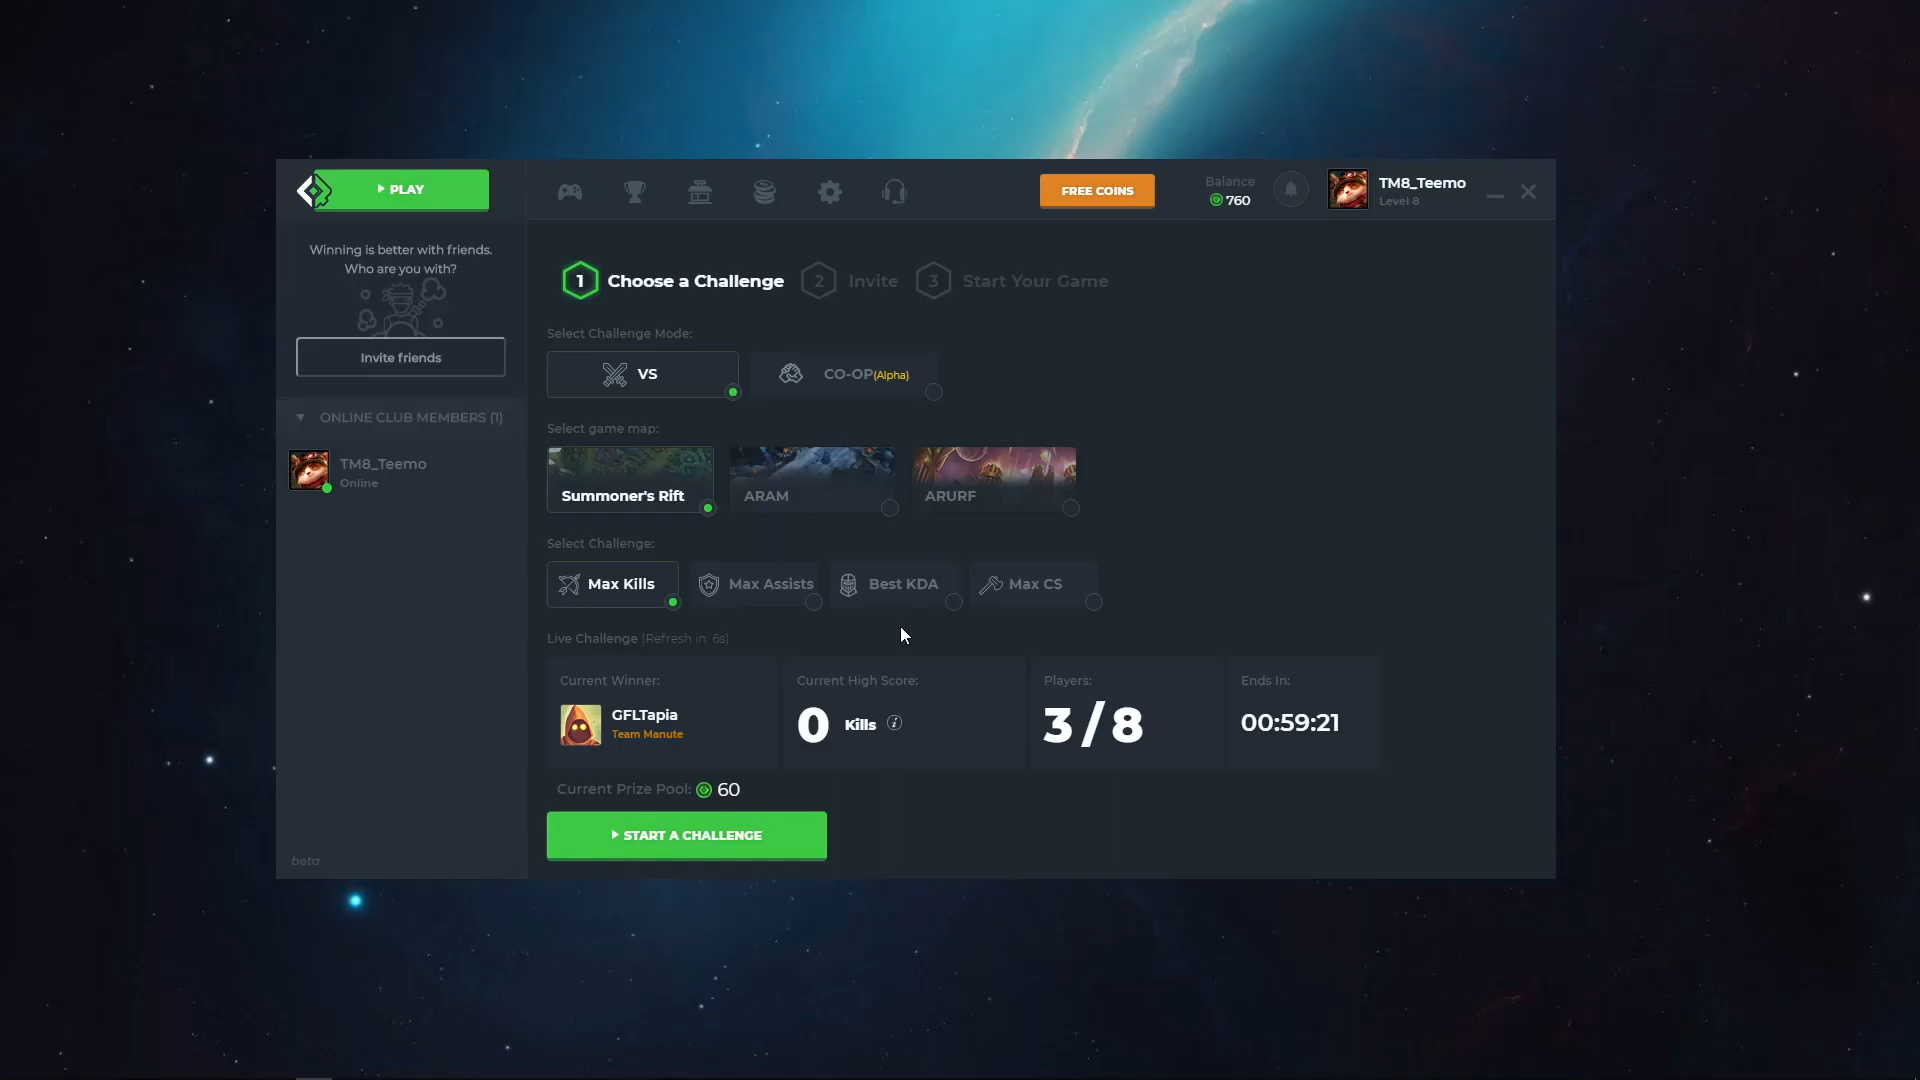 PLAY
FREE COINS
Balance
760
TM8_Teemo
Level 8
Winning is better with friends.
Who are you with?
Invite friends
ONLINE CLUB MEMBERS (1)
TM8_Teemo
Online
beta
1 Choose a Challenge 2 Invite 3 Start Your Game
Select Challenge Mode:
VS
CO-OP(Alpha)
Select game map:
Summoner's Rift
ARAM
ARURF
Select Challenge:
Max Kills
Max Assists
Best KDA
Max CS
Live Challenge (Refresh in 6s)
Current Winner:
GFLTapia
Team Manute
Current High Score:
0 Kills
Players:
3/8
Ends In:
00:59:21
Current Prize Pool: 60
START A CHALLENGE